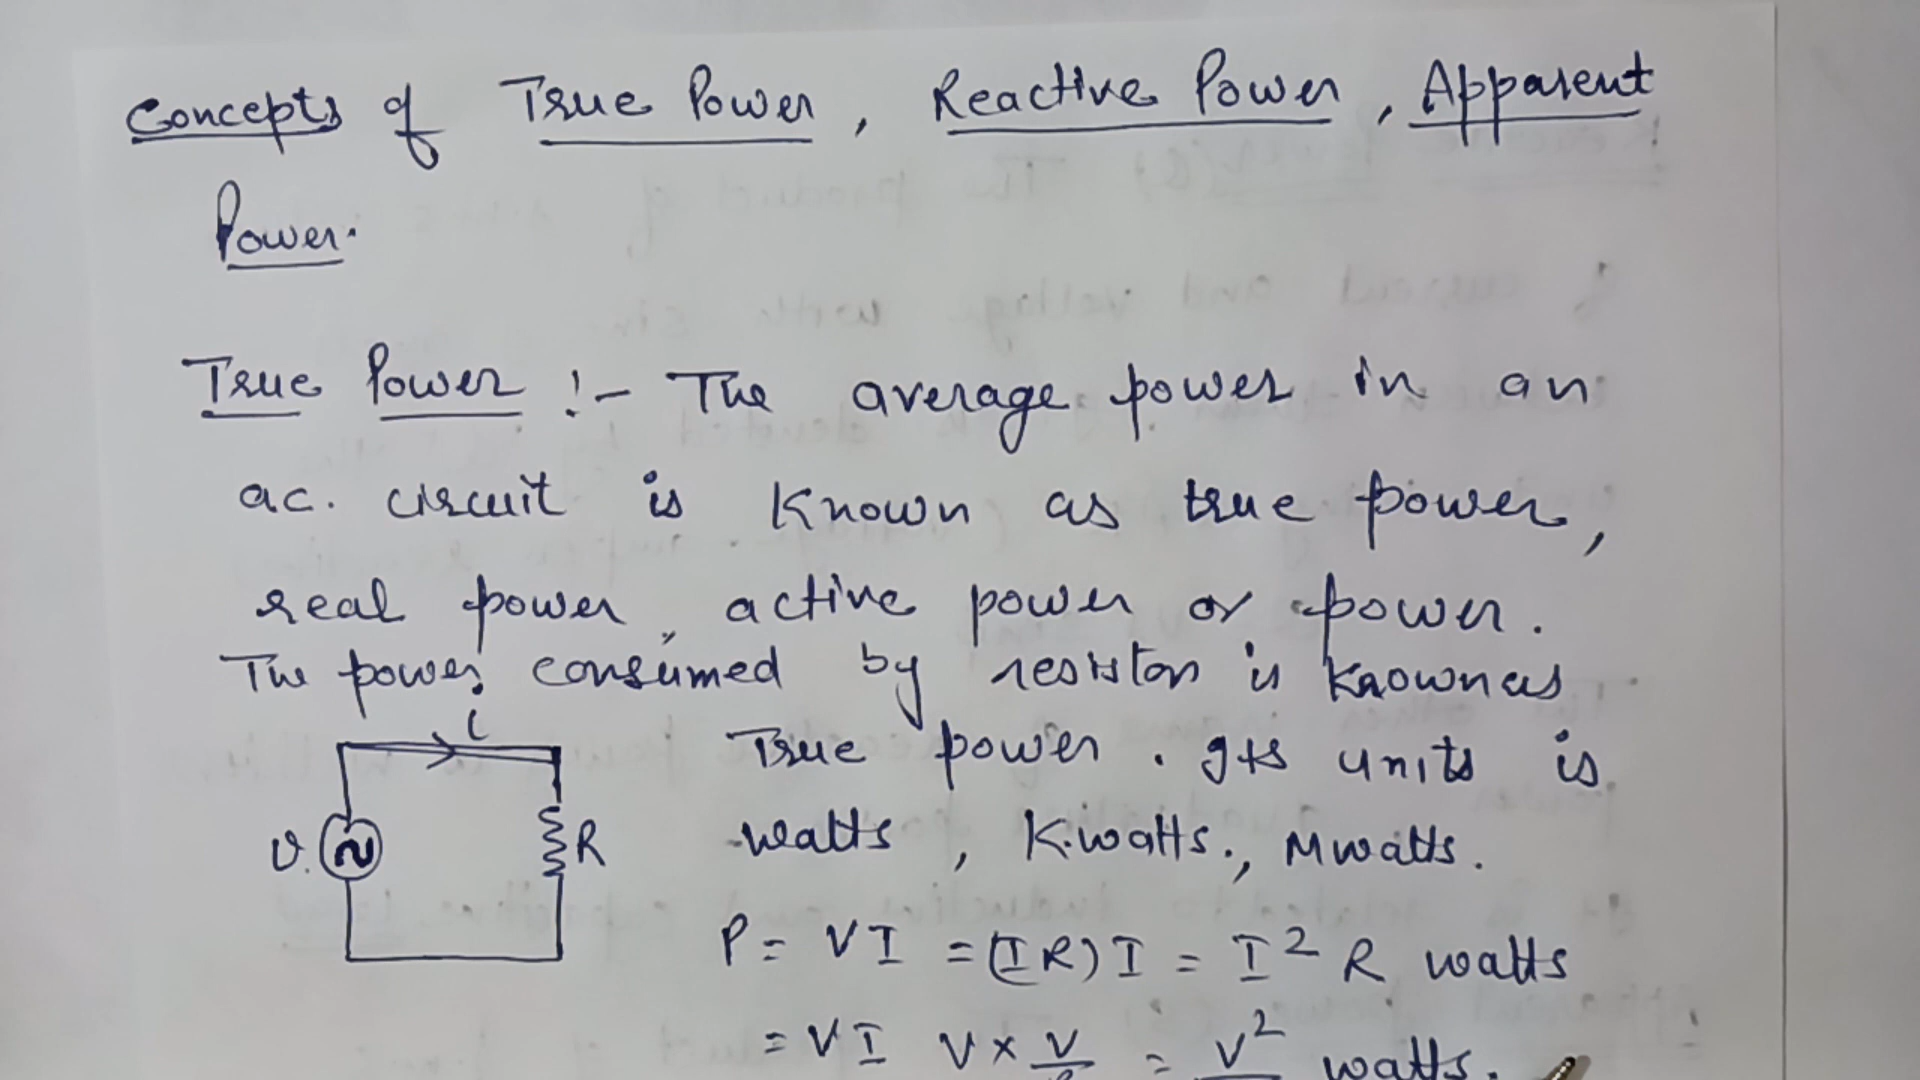 Concepts of True Power, Reactive Power, Apparent
Power.
True Power :- The average power in an
ac. circuit is known as true power,
real power, active power or power.
The power consumed by resistor is known as
i
True power. Its units is
v. R
watts, K.watts., Mwatts.
P = VI = (IR)I = I² R watts
= VI V × V = V² watts.